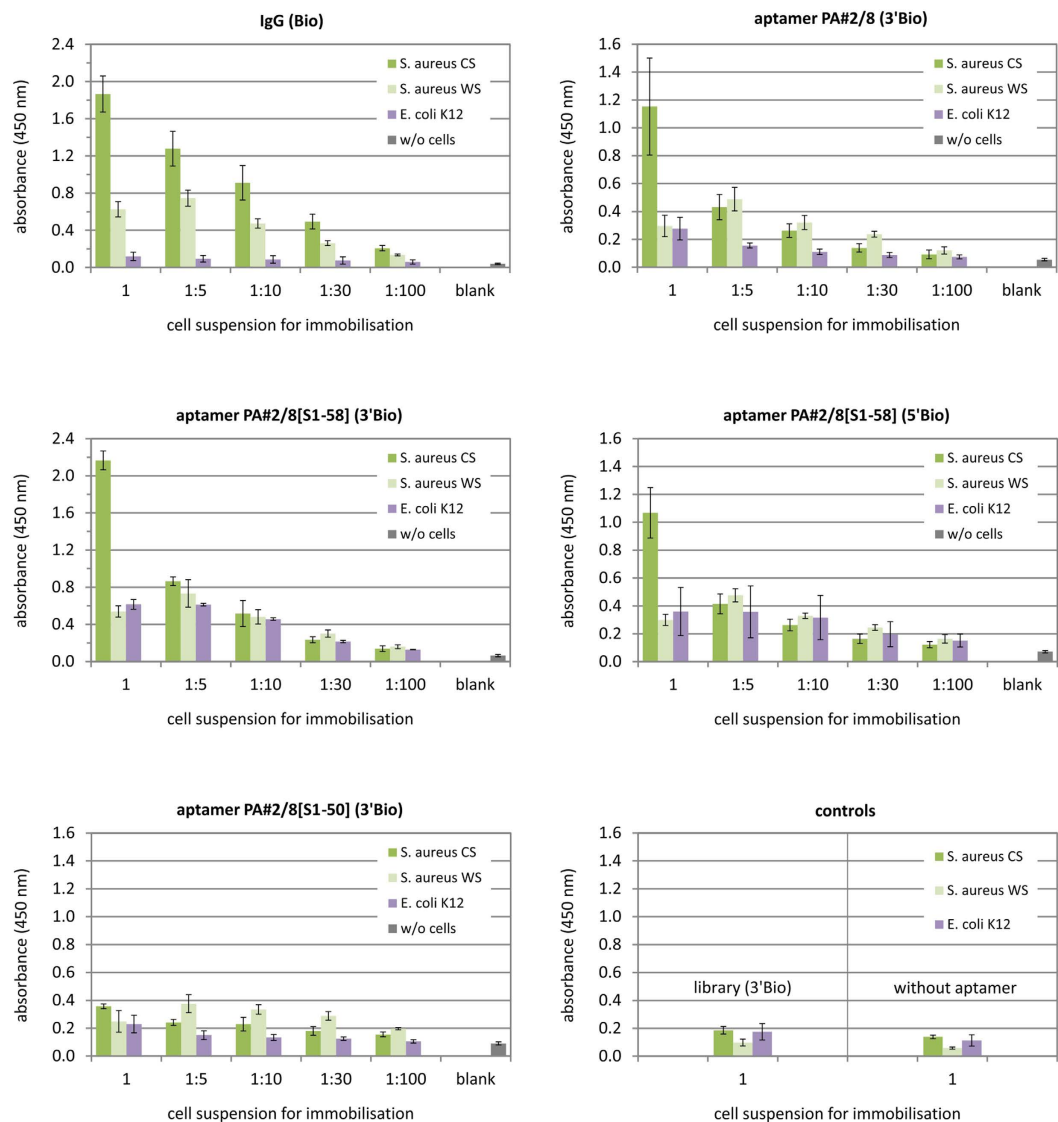 IgG (Bio)
absorbance (450 nm)
2.4
2.0
1.6
1.2
0.8
0.4
0.0
S. aureus CS
S. aureus WS
E. coli K12
w/o cells
1 1:5 1:10 1:30 1:100 blank
cell suspension for immobilisation
aptamer PA#2/8 (3'Bio)
absorbance (450 nm)
1.6
1.4
1.2
1.0
0.8
0.6
0.4
0.2
0.0
S. aureus CS
S. aureus WS
E. coli K12
w/o cells
1 1:5 1:10 1:30 1:100 blank
cell suspension for immobilisation
aptamer PA#2/8[S1-58] (3'Bio)
absorbance (450 nm)
2.4
2.0
1.6
1.2
0.8
0.4
0.0
S. aureus CS
S. aureus WS
E. coli K12
w/o cells
1 1:5 1:10 1:30 1:100 blank
cell suspension for immobilisation
aptamer PA#2/8[S1-58] (5'Bio)
absorbance (450 nm)
1.6
1.4
1.2
1.0
0.8
0.6
0.4
0.2
0.0
S. aureus CS
S. aureus WS
E. coli K12
w/o cells
1 1:5 1:10 1:30 1:100 blank
cell suspension for immobilisation
aptamer PA#2/8[S1-50] (3'Bio)
absorbance (450 nm)
1.6
1.4
1.2
1.0
0.8
0.6
0.4
0.2
0.0
S. aureus CS
S. aureus WS
E. coli K12
w/o cells
1 1:5 1:10 1:30 1:100 blank
cell suspension for immobilisation
controls
absorbance (450 nm)
1.6
1.4
1.2
1.0
0.8
0.6
0.4
0.2
0.0
S. aureus CS
S. aureus WS
E. coli K12
library (3'Bio) without aptamer
1 1
cell suspension for immobilisation